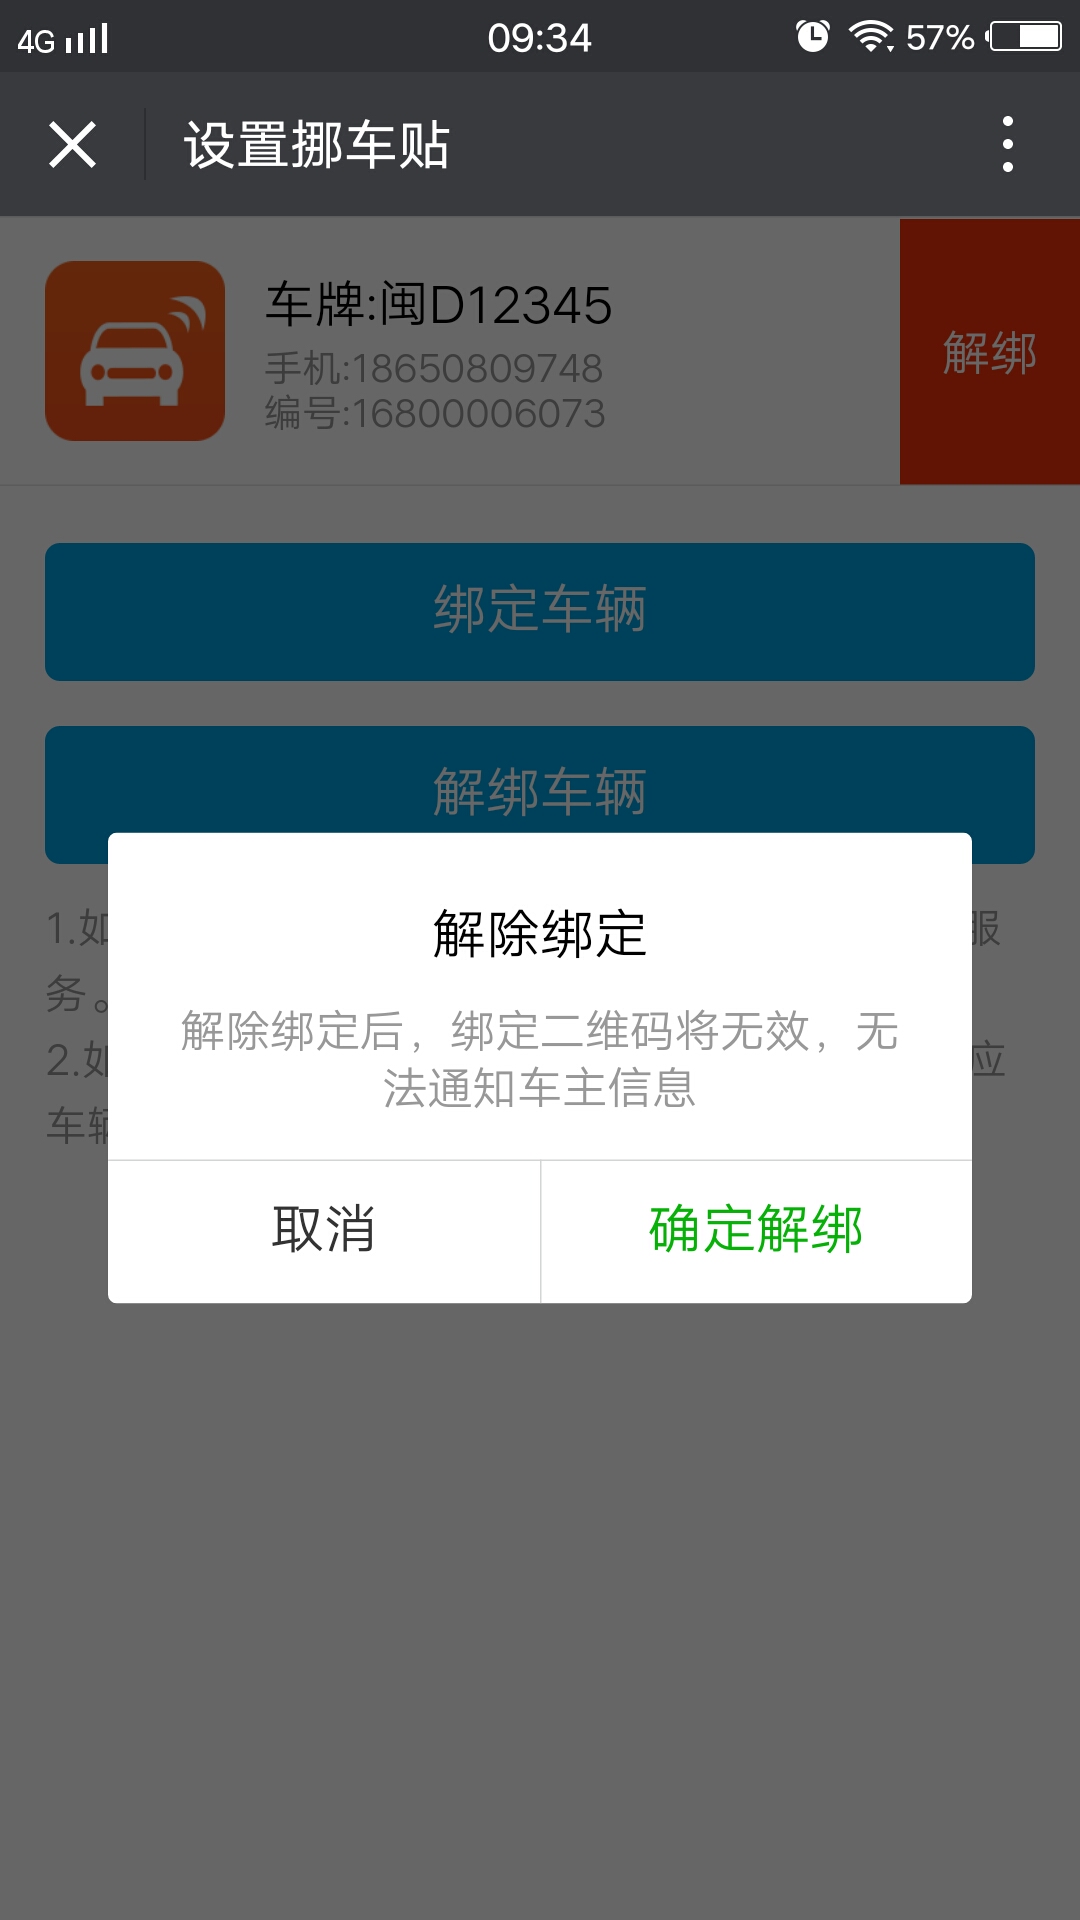 4G 09:34 57%
设置挪车贴
车牌:闽D12345
手机:18650809748
编号:16800006073
解绑
绑定车辆
解绑车辆
1.如
服
务。
2.如
应
车辆
解除绑定
解除绑定后，绑定二维码将无效，无
法通知车主信息
取消
确定解绑